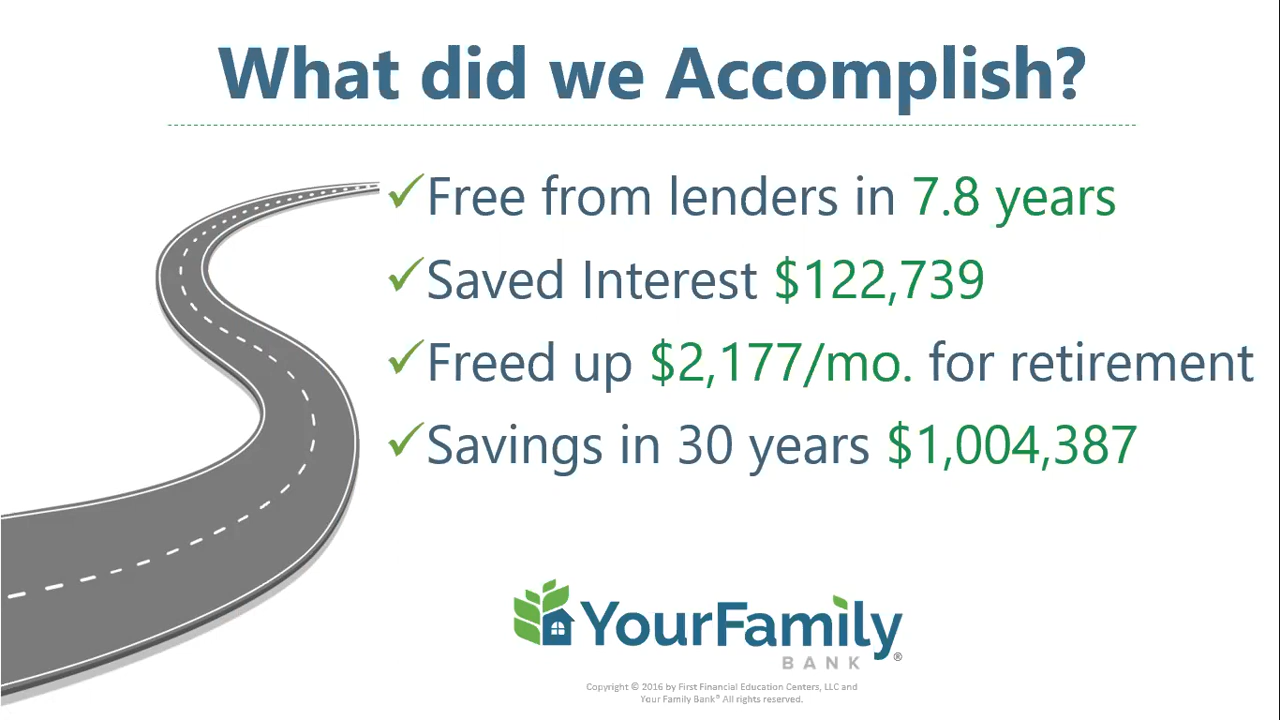 What did we Accomplish?
✓Free from lenders in 7.8 years
✓Saved Interest $122,739
✓Freed up $2,177/mo. for retirement
✓Savings in 30 years $1,004,387
YourFamily
BANK®
Copyright © 2016 by First Financial Education Centers, LLC and
Your Family Bank® All rights reserved.